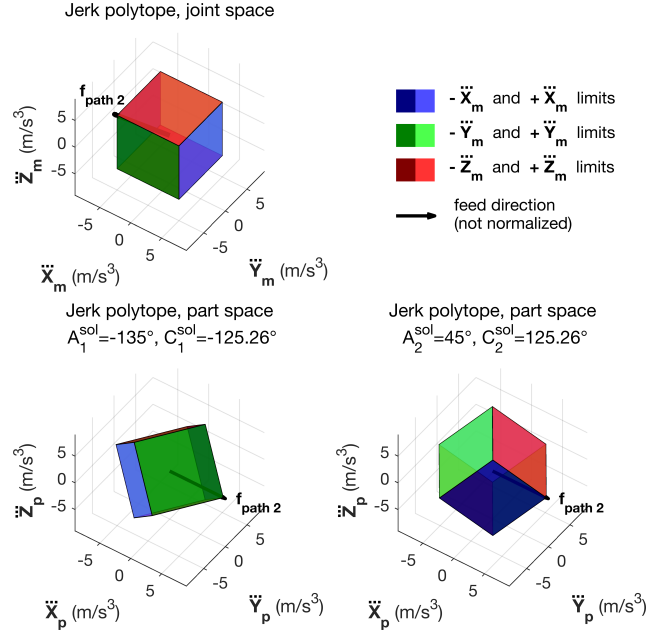 Jerk polytope, joint space
f path 2
Z⃛m (m/s³)
5
0
-5
-5
0
5
X⃛m (m/s³)
-5
0
5
Y⃛m (m/s³)
- X⃛m and + X⃛m limits
- Y⃛m and + Y⃛m limits
- Z⃛m and + Z⃛m limits
feed direction
(not normalized)
Jerk polytope, part space
A₁ˢᵒˡ=-135°, C₁ˢᵒˡ=-125.26°
Z⃛p (m/s³)
5
0
-5
f path 2
-5
0
5
X⃛p (m/s³)
-5
0
5
Y⃛p (m/s³)
Jerk polytope, part space
A₂ˢᵒˡ=45°, C₂ˢᵒˡ=125.26°
Z⃛p (m/s³)
5
0
-5
f path 2
-5
0
5
X⃛p (m/s³)
-5
0
5
Y⃛p (m/s³)